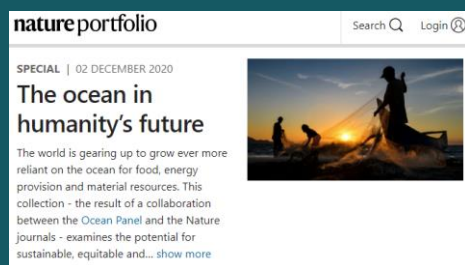 nature portfolio
Search
Login
SPECIAL | 02 DECEMBER 2020
The ocean in
humanity's future
The world is gearing up to grow ever more
reliant on the ocean for food, energy
provision and material resources. This
collection - the result of a collaboration
between the Ocean Panel and the Nature
journals - examines the potential for
sustainable, equitable and... show more